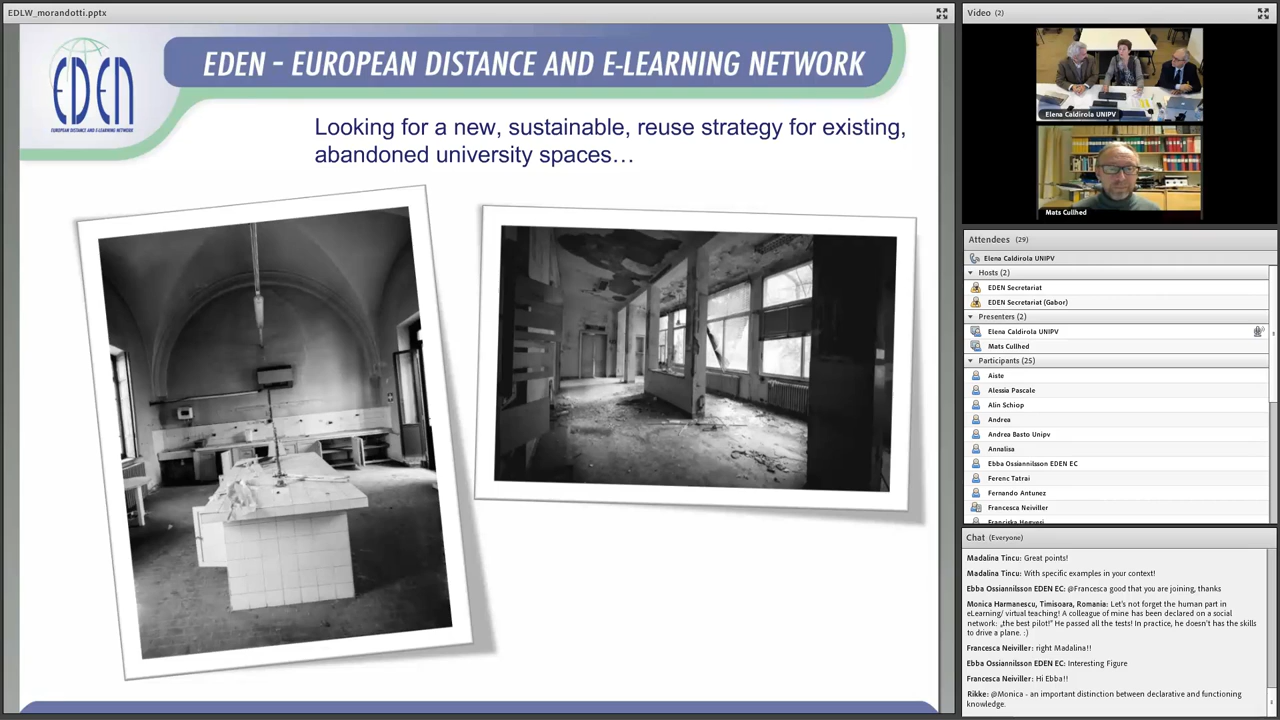 EDLW_morandotti.pptx
EDEN
EUROPEAN DISTANCE AND E-LEARNING NETWORK
EDEN - EUROPEAN DISTANCE AND E-LEARNING NETWORK
Looking for a new, sustainable, reuse strategy for existing,
abandoned university spaces…
Video (2)
Elena Caldirola UNIPV
Mats Cullhed
Attendees (29)
Elena Caldirola UNIPV
Hosts (2)
EDEN Secretariat
EDEN Secretariat (Gabor)
Presenters (2)
Elena Caldirola UNIPV
Mats Cullhed
Participants (25)
Aiste
Alessia Pascale
Alin Schiop
Andrea
Andrea Basto Unipv
Annalisa
Ebba Ossiannilsson EDEN EC
Ferenc Tatrai
Fernando Antunez
Francesca Neiviller
Chat (Everyone)
Madalina Tincu: Great points!
Madalina Tincu: With specific examples in your context!
Ebba Ossiannilsson EDEN EC: @Francesca good that you are joining, thanks
Monica Harmanescu, Timisoara, Romania: Let's not forget the human part in
eLearning/ virtual teaching! A colleague of mine has been declared on a social
network: „the best pilot!" He passed all the tests! In practice, he doesn't has the skills
to drive a plane. :)
Francesca Neiviller: right Madalina!!
Ebba Ossiannilsson EDEN EC: Interesting Figure
Francesca Neiviller: Hi Ebba!!
Rikke: @Monica - an important distinction between declarative and functioning
knowledge.